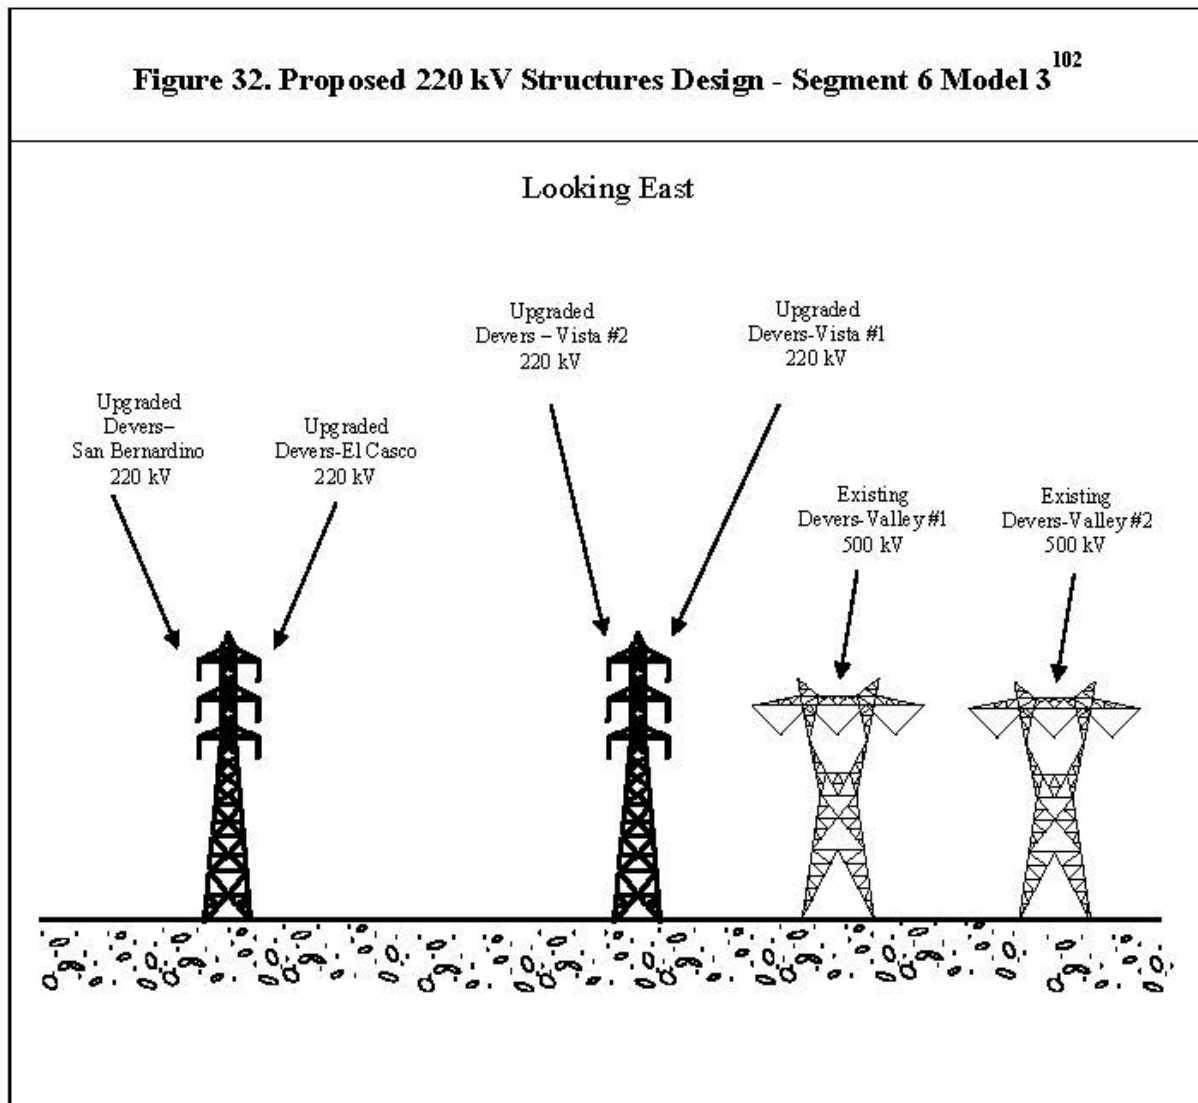 Figure 32. Proposed 220 kV Structures Design - Segment 6 Model 3102
Looking East
Upgraded
Devers – Vista #2
220 kV
Upgraded
Devers-Vista #1
220 kV
Upgraded
Devers–
San Bernardino
220 kV
Upgraded
Devers-El Casco
220 kV
Existing
Devers-Valley #1
500 kV
Existing
Devers-Valley #2
500 kV